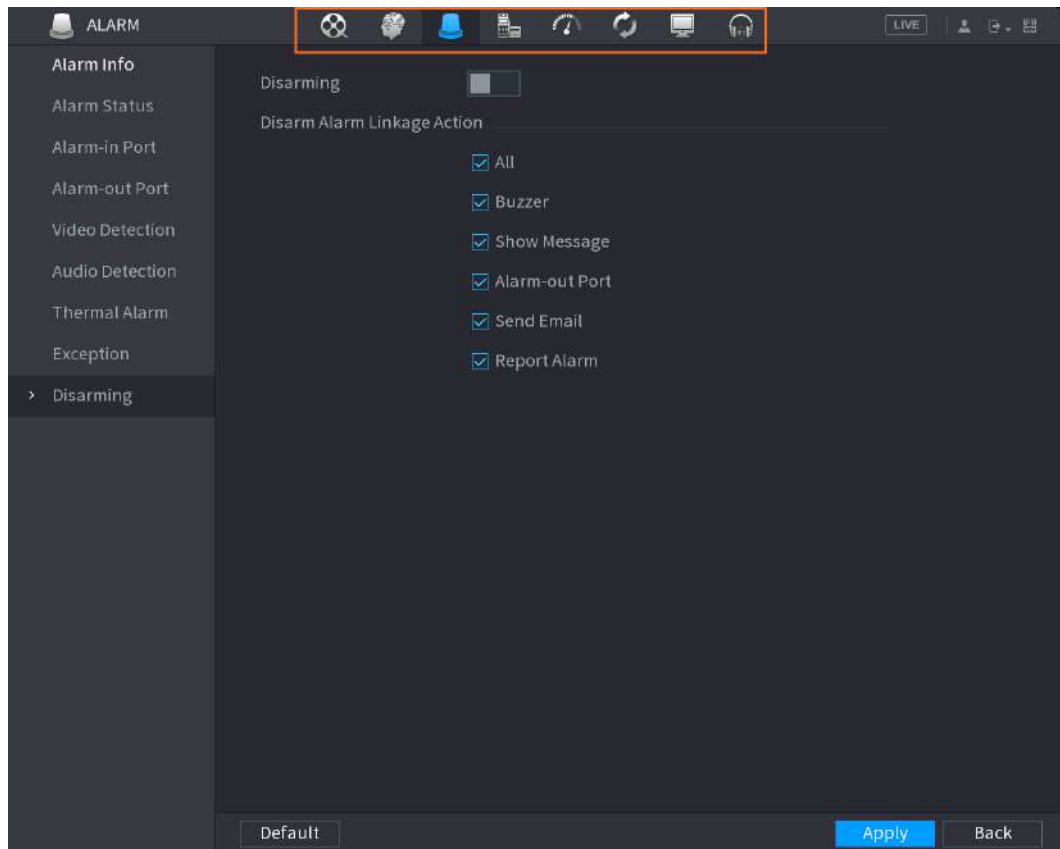 ALARM
LIVE
Alarm Info
Alarm Status
Alarm-in Port
Alarm-out Port
Video Detection
Audio Detection
Thermal Alarm
Exception
> Disarming
Disarming
Disarm Alarm Linkage Action
All
Buzzer
Show Message
Alarm-out Port
Send Email
Report Alarm
Default
Apply
Back